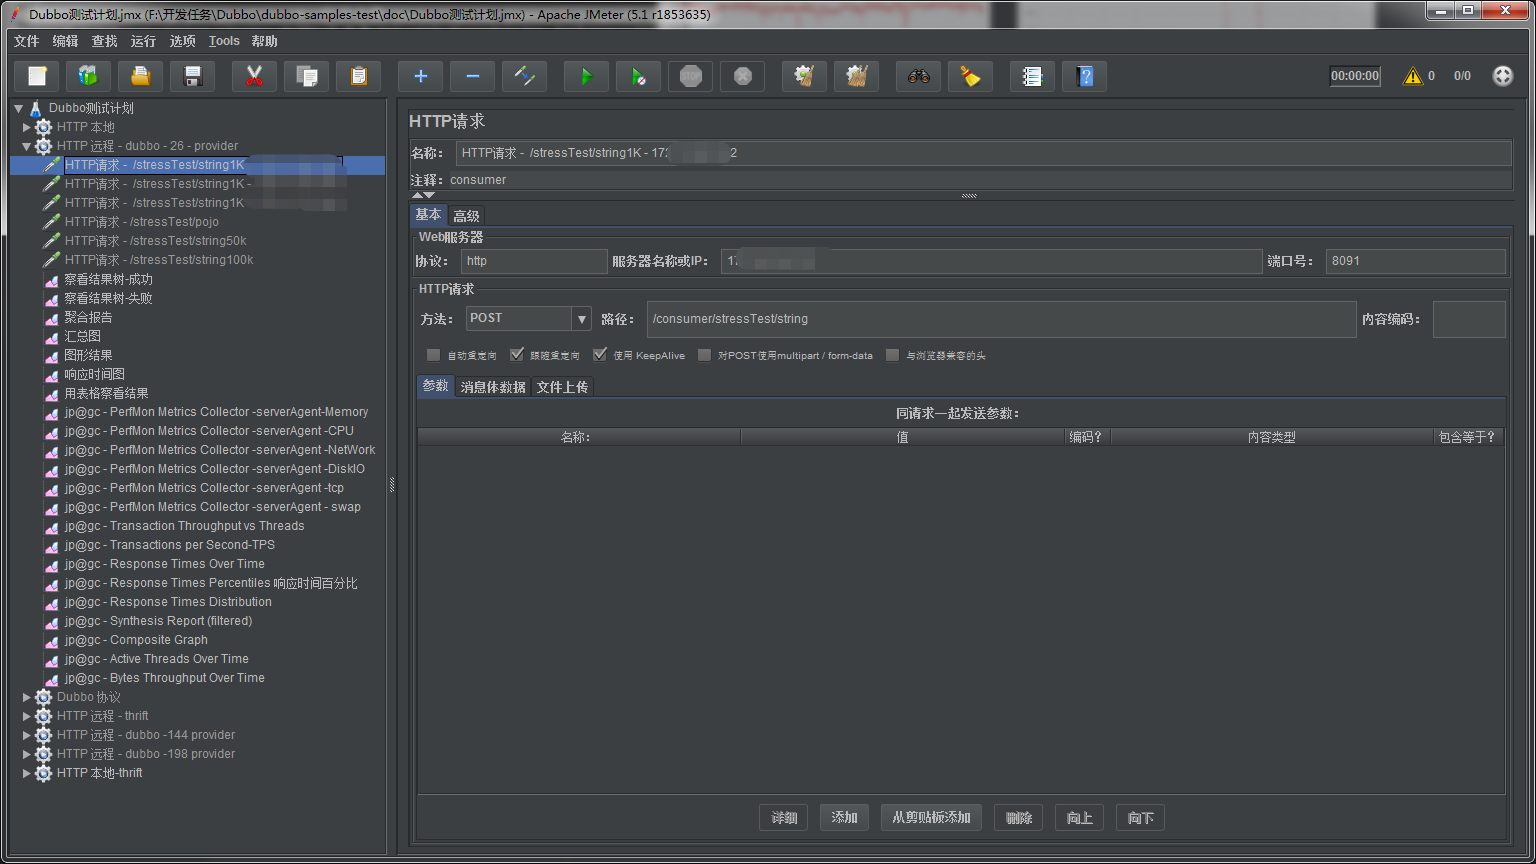 Dubbo测试计划.jmx (F:\开发任务\Dubbo\dubbo-samples-test\doc\Dubbo测试计划.jmx) - Apache JMeter (5.1 r1853635)
文件 编辑 查找 运行 选项 Tools 帮助
STOP 00:00:00 0 0/0
Dubbo测试计划
HTTP 本地
HTTP 远程 - dubbo - 26 - provider
HTTP请求 - /stressTest/string1K
HTTP请求 - /stressTest/string1K -
HTTP请求 - /stressTest/string1K
HTTP请求 - /stressTest/pojo
HTTP请求 - /stressTest/string50k
HTTP请求 - /stressTest/string100k
察看结果树-成功
察看结果树-失败
聚合报告
汇总图
图形结果
响应时间图
用表格察看结果
jp@gc - PerfMon Metrics Collector -serverAgent-Memory
jp@gc - PerfMon Metrics Collector -serverAgent -CPU
jp@gc - PerfMon Metrics Collector -serverAgent -NetWork
jp@gc - PerfMon Metrics Collector -serverAgent -DiskIO
jp@gc - PerfMon Metrics Collector -serverAgent -tcp
jp@gc - PerfMon Metrics Collector -serverAgent - swap
jp@gc - Transaction Throughput vs Threads
jp@gc - Transactions per Second-TPS
jp@gc - Response Times Over Time
jp@gc - Response Times Percentiles 响应时间百分比
jp@gc - Response Times Distribution
jp@gc - Synthesis Report (filtered)
jp@gc - Composite Graph
jp@gc - Active Threads Over Time
jp@gc - Bytes Throughput Over Time
Dubbo 协议
HTTP 远程 - thrift
HTTP 远程 - dubbo -144 provider
HTTP 远程 - dubbo -198 provider
HTTP 本地-thrift
HTTP请求
名称： HTTP请求 - /stressTest/string1K - 17 2
注释： consumer
基本 高级
Web服务器
协议： http 服务器名称或IP： 17 端口号： 8091
HTTP请求
方法： POST 路径： /consumer/stressTest/string 内容编码：
自动重定向 跟随重定向 使用 KeepAlive 对POST使用multipart / form-data 与浏览器兼容的头
参数 消息体数据 文件上传
同请求一起发送参数：
名称： 值 编码？ 内容类型 包含等于？
详细 添加 从剪贴板添加 删除 向上 向下